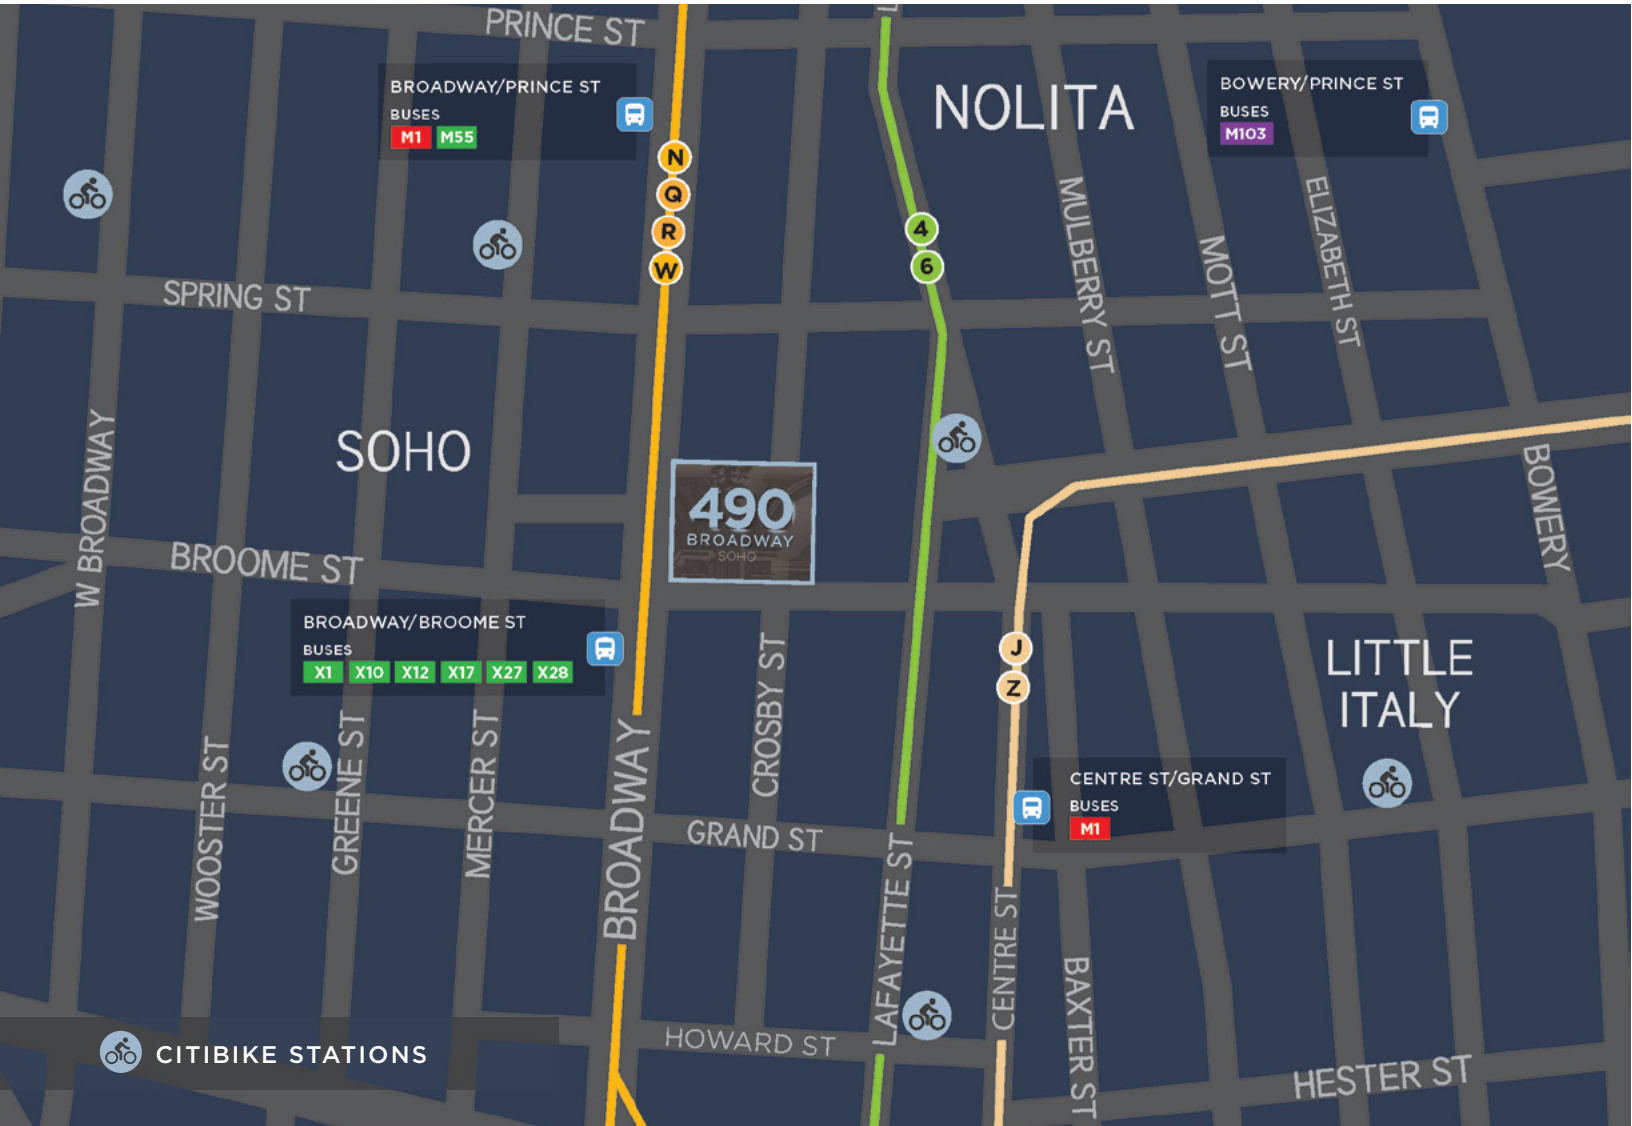 PRINCE ST
L
BROADWAY/PRINCE ST
BUSES
M1 M55
NOLITA
BOWERY/PRINCE ST
BUSES
M103
N
Q
R
W
4
6
MULBERRY ST
MOTT ST
ELIZABETH ST
SPRING ST
SOHO
W BROADWAY
490
BROADWAY
SOHO
BOWERY
BROOME ST
BROADWAY/BROOME ST
BUSES
X1 X10 X12 X17 X27 X28
J
Z
LITTLE
ITALY
CROSBY ST
WOOSTER ST
GREENE ST
MERCER ST
BROADWAY
CENTRE ST/GRAND ST
BUSES
M1
GRAND ST
LAFAYETTE ST
CENTRE ST
BAXTER ST
HOWARD ST
CITIBIKE STATIONS
HESTER ST